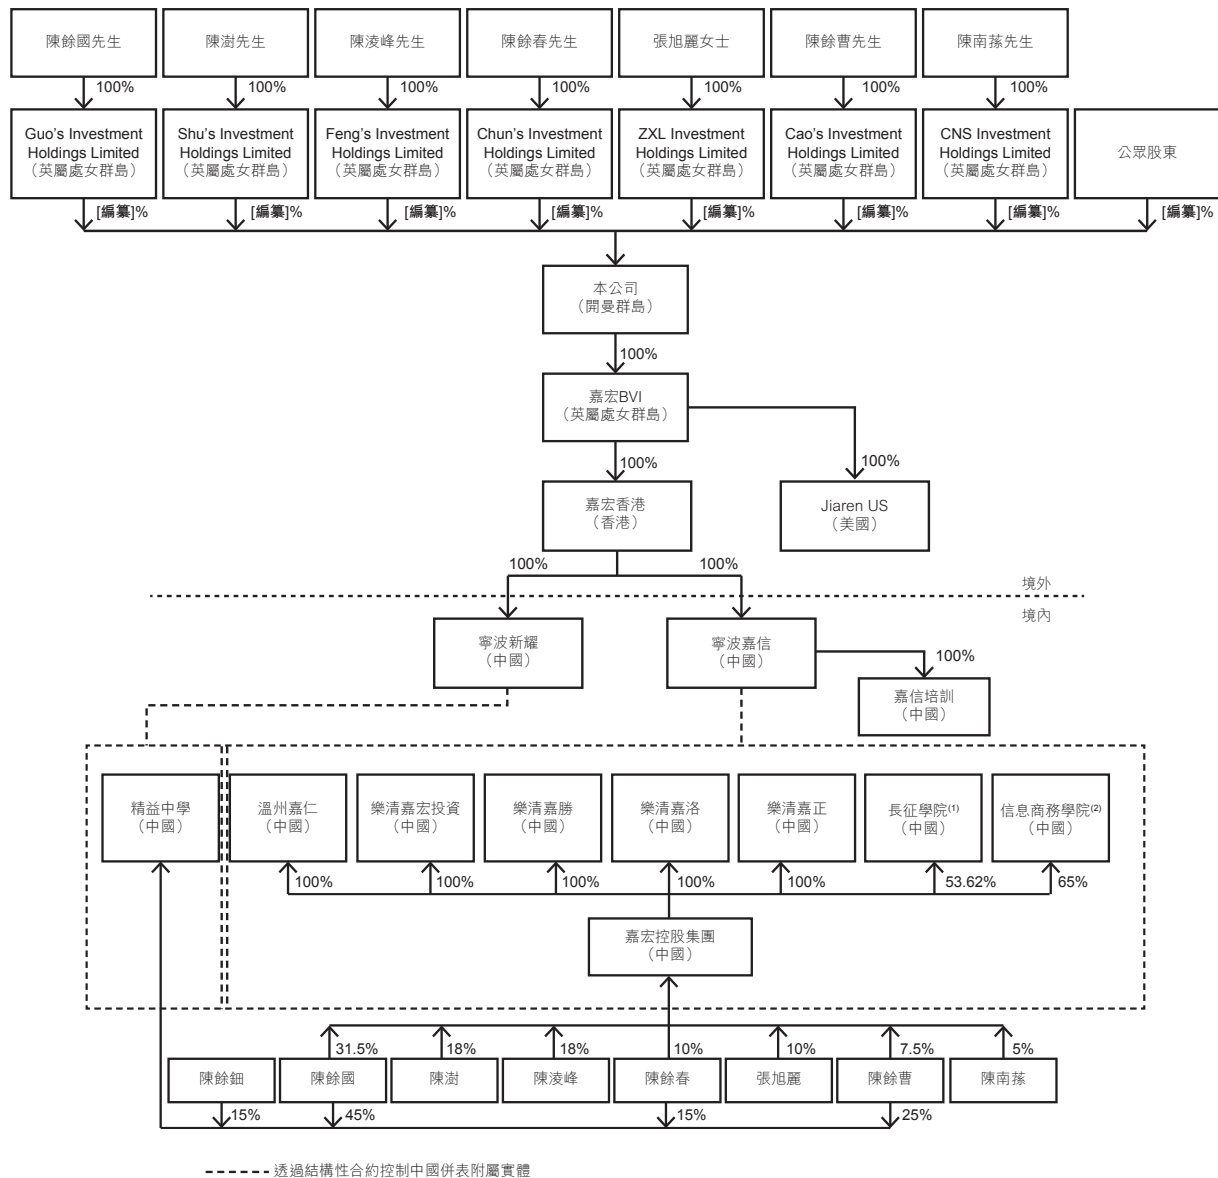 陳餘國先生
陳澍先生
陳淩峰先生
陳餘春先生
張旭麗女士
陳餘曹先生
陳南蓀先生
100%
100%
100%
100%
100%
100%
100%
Guo's Investment
Holdings Limited
（英屬處女群島）
Shu's Investment
Holdings Limited
（英屬處女群島）
Feng's Investment
Holdings Limited
（英屬處女群島）
Chun's Investment
Holdings Limited
（英屬處女群島）
ZXL Investment
Holdings Limited
（英屬處女群島）
Cao's Investment
Holdings Limited
（英屬處女群島）
CNS Investment
Holdings Limited
（英屬處女群島）
公眾股東
[編纂]%
[編纂]%
[編纂]%
[編纂]%
[編纂]%
[編纂]%
[編纂]%
[編纂]%
本公司
（開曼群島）
100%
嘉宏BVI
（英屬處女群島）
100%
100%
嘉宏香港
（香港）
Jiaren US
（美國）
100%
100%
境外
境內
寧波新耀
（中國）
寧波嘉信
（中國）
100%
嘉信培訓
（中國）
精益中學
（中國）
溫州嘉仁
（中國）
樂清嘉宏投資
（中國）
樂清嘉勝
（中國）
樂清嘉洛
（中國）
樂清嘉正
（中國）
長征學院(1)
（中國）
信息商務學院(2)
（中國）
100%
100%
100%
100%
100%
53.62%
65%
嘉宏控股集團
（中國）
31.5%
18%
18%
10%
10%
7.5%
5%
陳餘鈿
陳餘國
陳澍
陳淩峰
陳餘春
張旭麗
陳餘曹
陳南蓀
15%
45%
15%
25%
透過結構性合約控制中國併表附屬實體